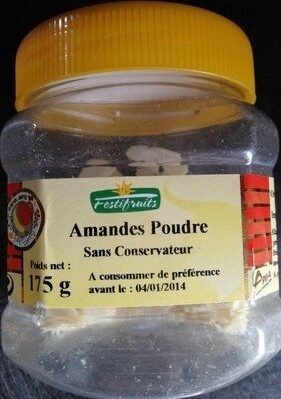 Festifruits
Amandes Poudre
Sans Conservateur
Poids net :
175 g
A consommer de préférence
avant le : 04/01/2014